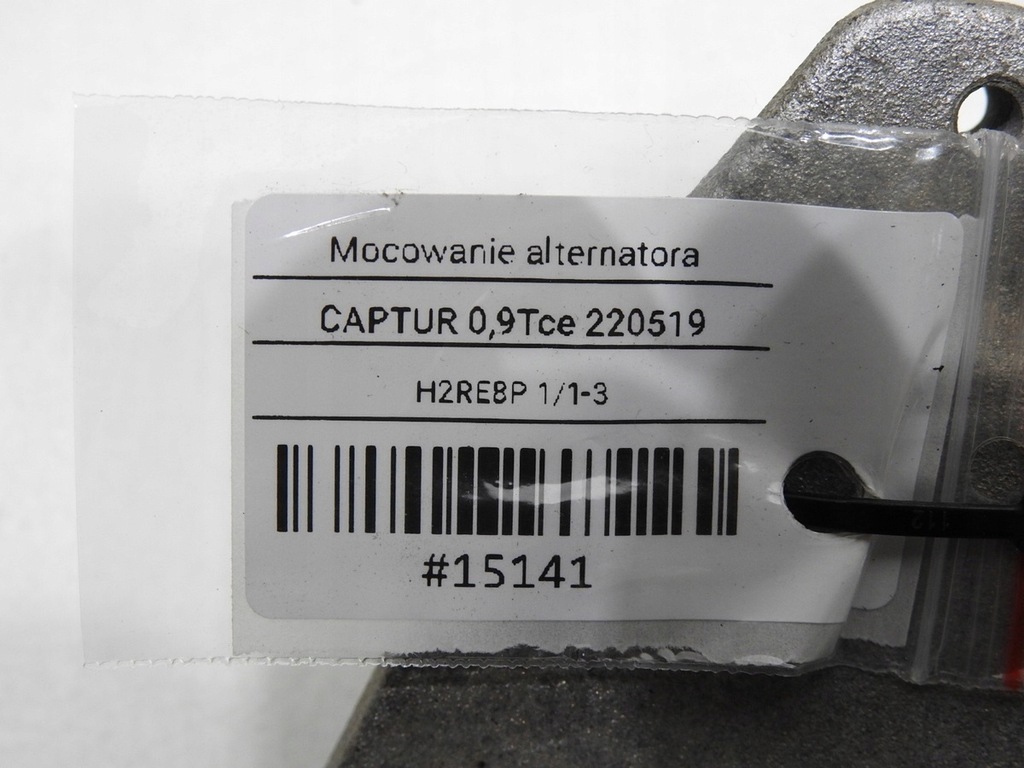 Mocowanie alternatora
CAPTUR 0,9Tce 220519
H2RE8P 1/1-3
#15141